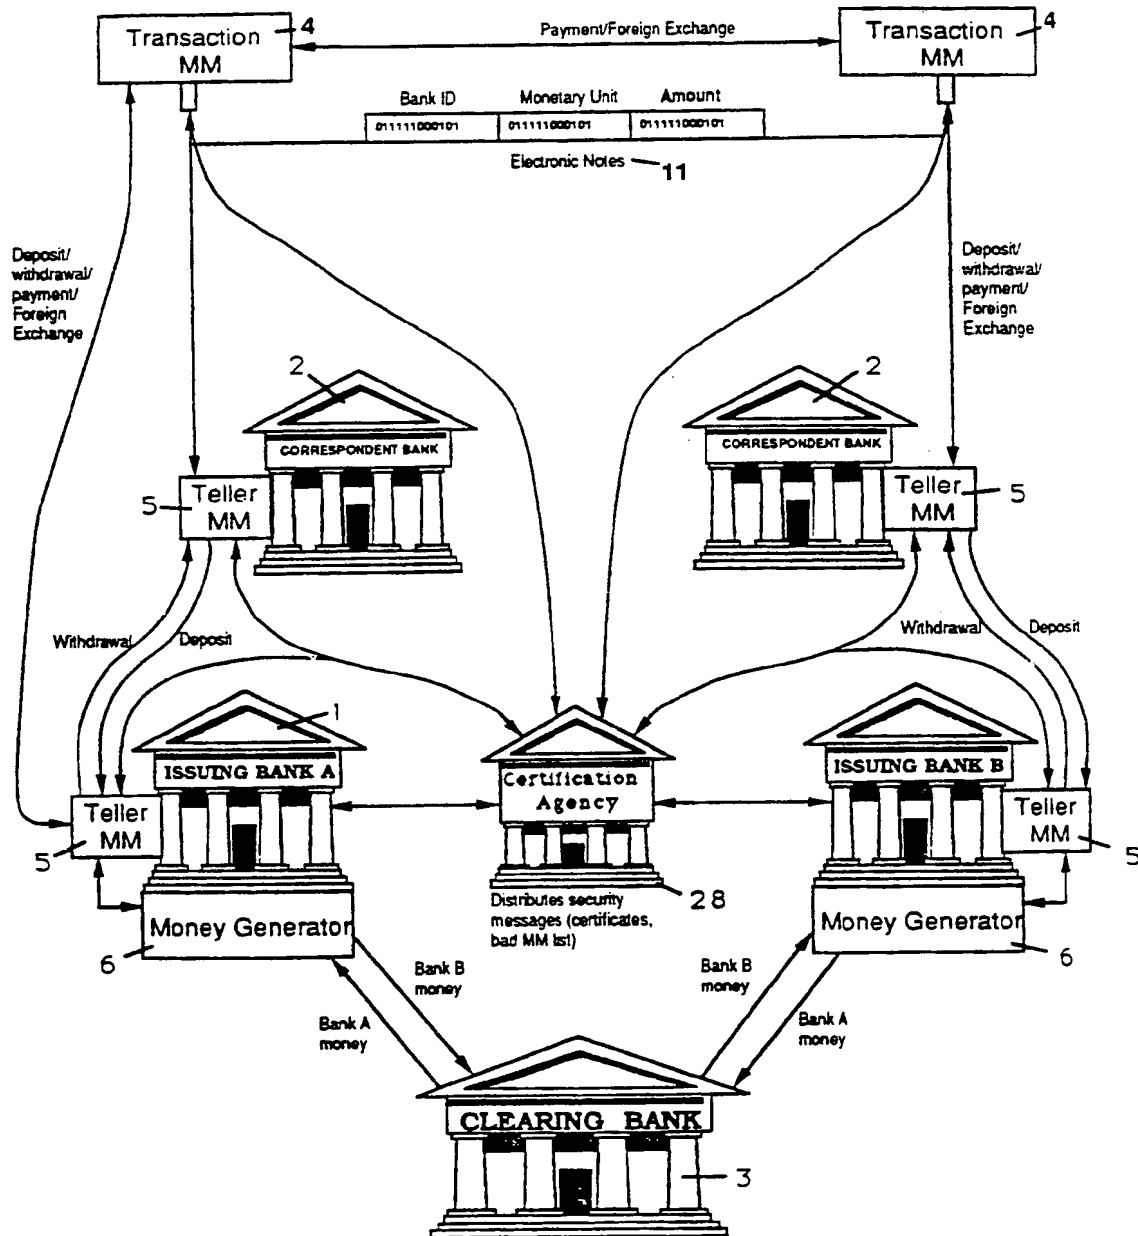 Transaction
MM
4
Payment/Foreign Exchange
Transaction
MM
4
Bank ID
Monetary Unit
Amount
011111000101
011111000101
011111000101
Electronic Notes
11
Deposit/
withdrawal/
payment/
Foreign
Exchange
Deposit/
withdrawal/
payment/
Foreign
Exchange
2
CORRESPONDENT BANK
2
CORRESPONDENT BANK
5
Teller
MM
Teller
MM
5
Withdrawal
Deposit
Withdrawal
Deposit
1
ISSUING BANK A
Certification
Agency
ISSUING BANK B
Teller
MM
5
Teller
MM
5
28
Distributes security
messages (certificates,
bad MM list)
Money Generator
6
Money Generator
6
Bank B
money
Bank A
money
Bank B
money
Bank A
money
CLEARING BANK
3